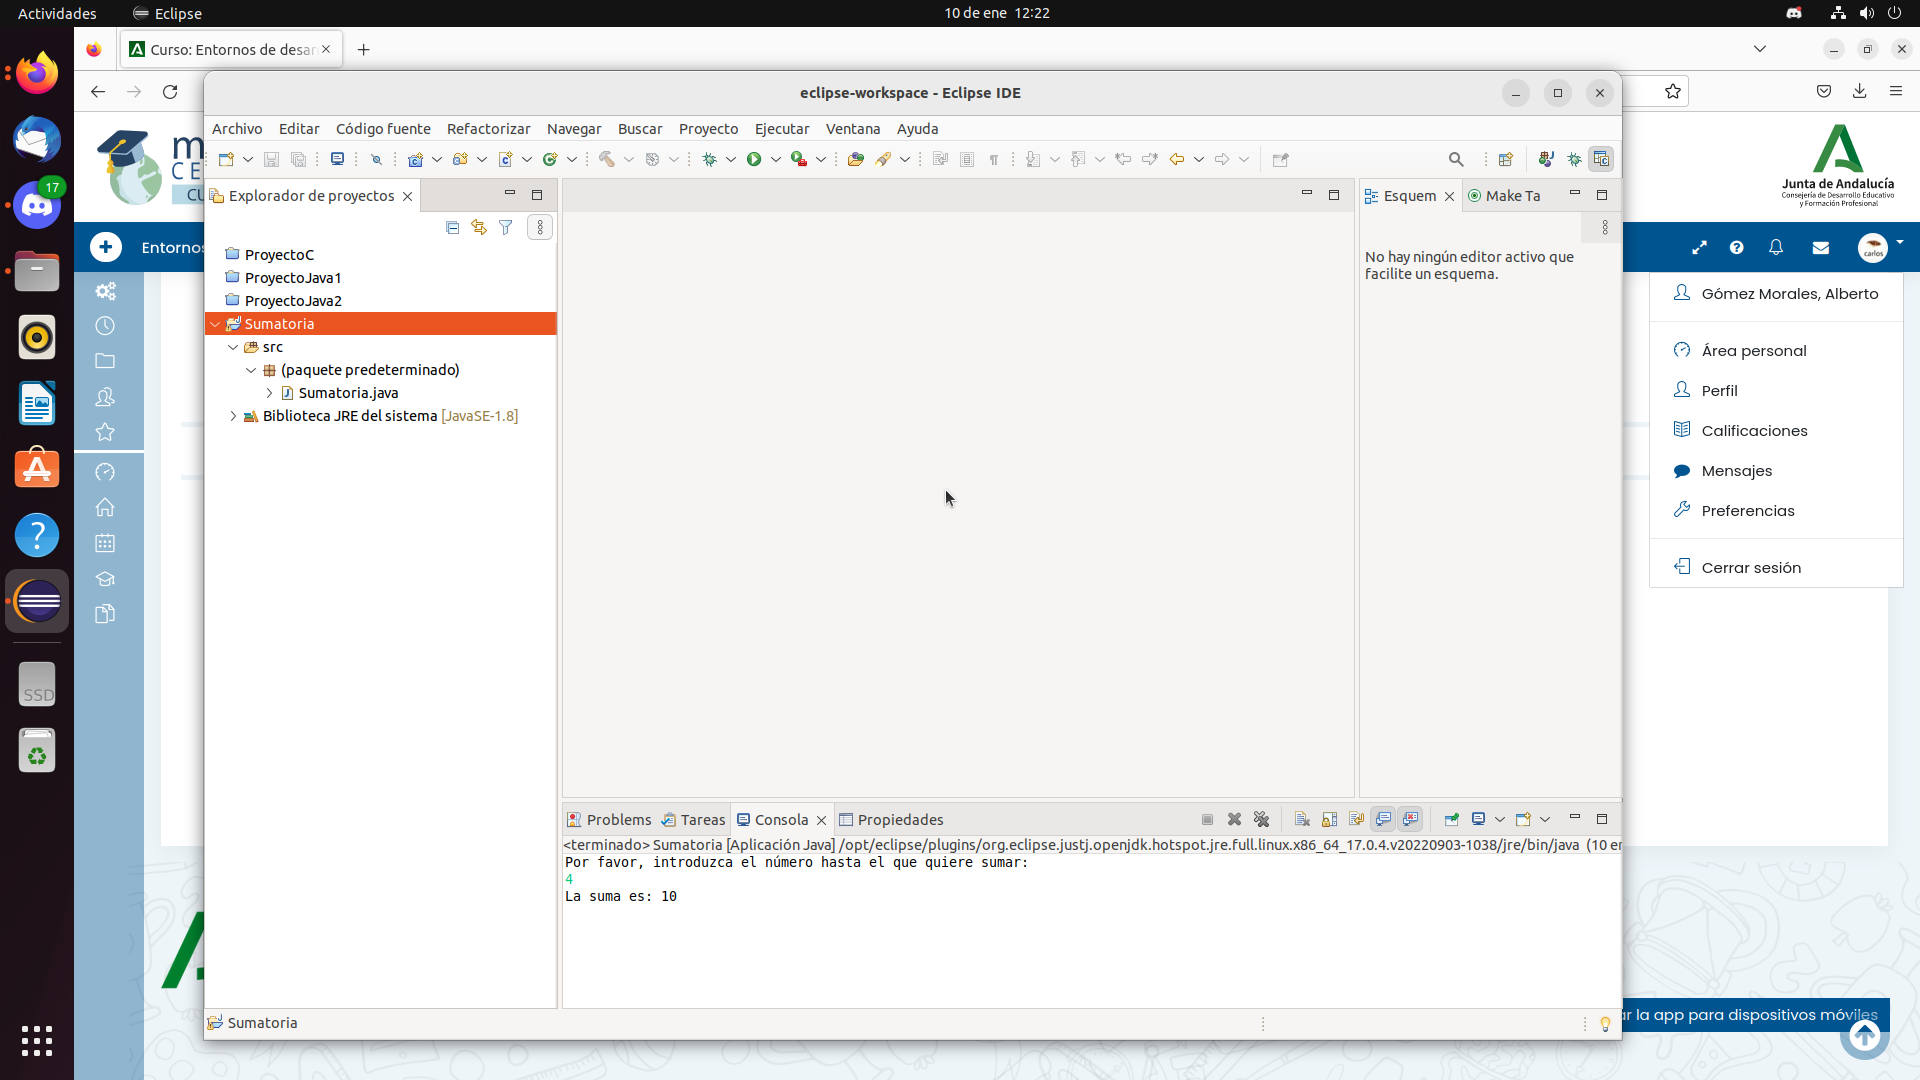 Actividades
Eclipse
10 de ene 12:22
Curso: Entornos de desar
eclipse-workspace - Eclipse IDE
Archivo Editar Código fuente Refactorizar Navegar Buscar Proyecto Ejecutar Ventana Ayuda
Explorador de proyectos
Esquem
Make Ta
No hay ningún editor activo que
facilite un esquema.
ProyectoC
ProyectoJava1
ProyectoJava2
Sumatoria
src
(paquete predeterminado)
Sumatoria.java
Biblioteca JRE del sistema [JavaSE-1.8]
Problems
Tareas
Consola
Propiedades
<terminado> Sumatoria [Aplicación Java] /opt/eclipse/plugins/org.eclipse.justj.openjdk.hotspot.jre.full.linux.x86_64_17.0.4.v20220903-1038/jre/bin/java (10 en
Por favor, introduzca el número hasta el que quiere sumar:
4
La suma es: 10
Sumatoria
17
SSD
m
CE
CU
Entornos
Junta de Andalucía
Consejería de Desarrollo Educativo
y Formación Profesional
carlos
Gómez Morales, Alberto
Área personal
Perfil
Calificaciones
Mensajes
Preferencias
Cerrar sesión
ar la app para dispositivos móviles